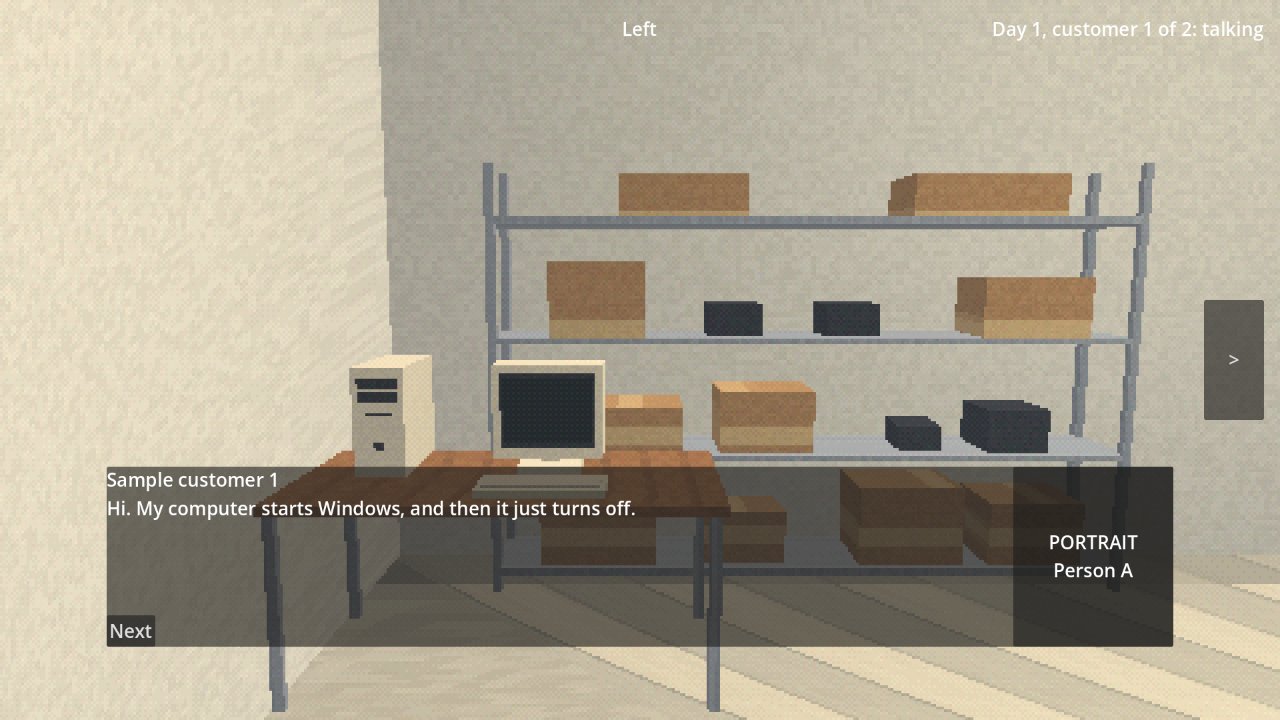 Left
Day 1, customer 1 of 2: talking
>
Sample customer 1
Hi. My computer starts Windows, and then it just turns off.
PORTRAIT
Person A
Next